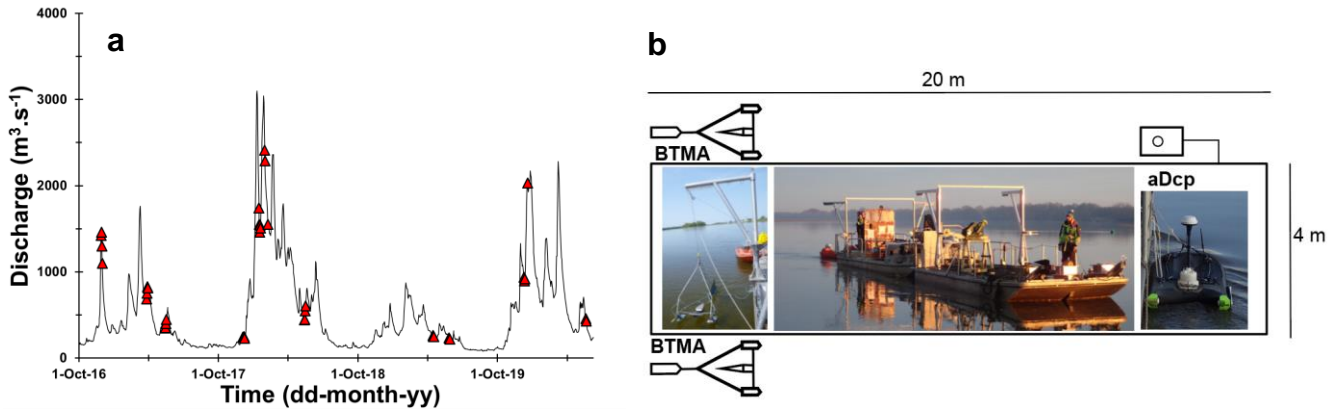 a
4000
3000
2000
1000
0
Discharge (m³.s⁻¹)
1-Oct-16
1-Oct-17
1-Oct-18
1-Oct-19
Time (dd-month-yy)
b
20 m
BTMA
aDcp
4 m
BTMA